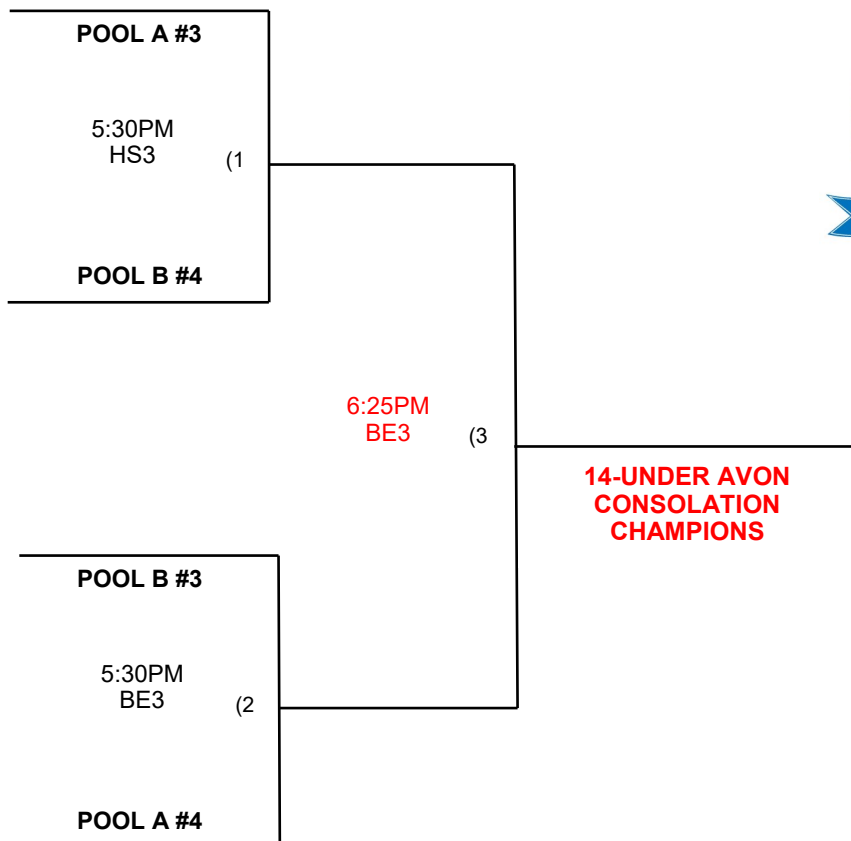 POOL A #3
5:30PM
HS3
(1
POOL B #4
6:25PM
BE3
(3
14-UNDER AVON
CONSOLATION
CHAMPIONS
POOL B #3
5:30PM
BE3
(2
POOL A #4